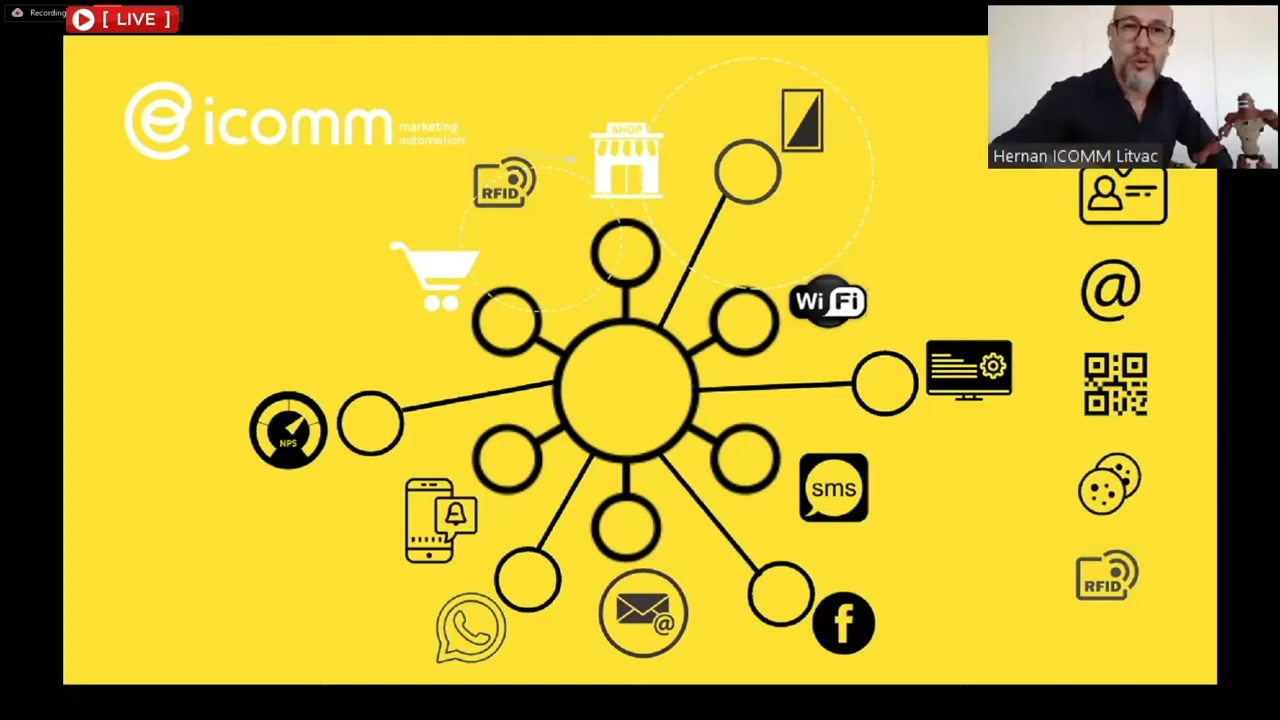 Recording
[ LIVE ]
Hernan ICOMM Litvac
icomm
marketing
automation
SHOP
RFID
Wi Fi
NPS
sms
@
f
@
RFID